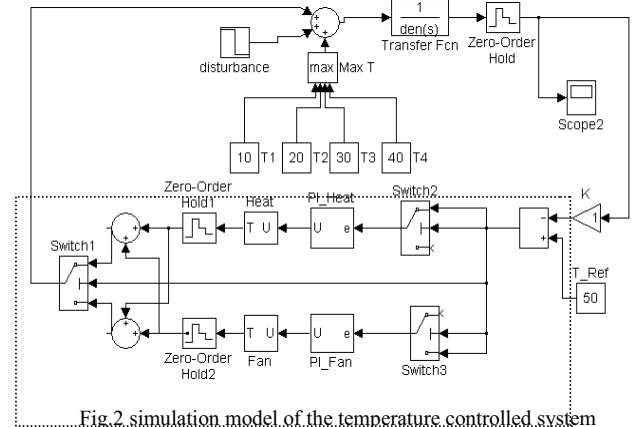 1
den(s)
Transfer Fcn
Zero-Order
Hold
disturbance
max
Max T
Scope2
10 T1
20 T2
30 T3
40 T4
Zero-Order
Hold1
Heat
PI_Heat
Switch2
K
Switch1
T U
U e
1
T_Ref
50
T U
U e
Zero-Order
Hold2
Fan
PI_Fan
Switch3
Fig.2 simulation model of the temperature controlled system